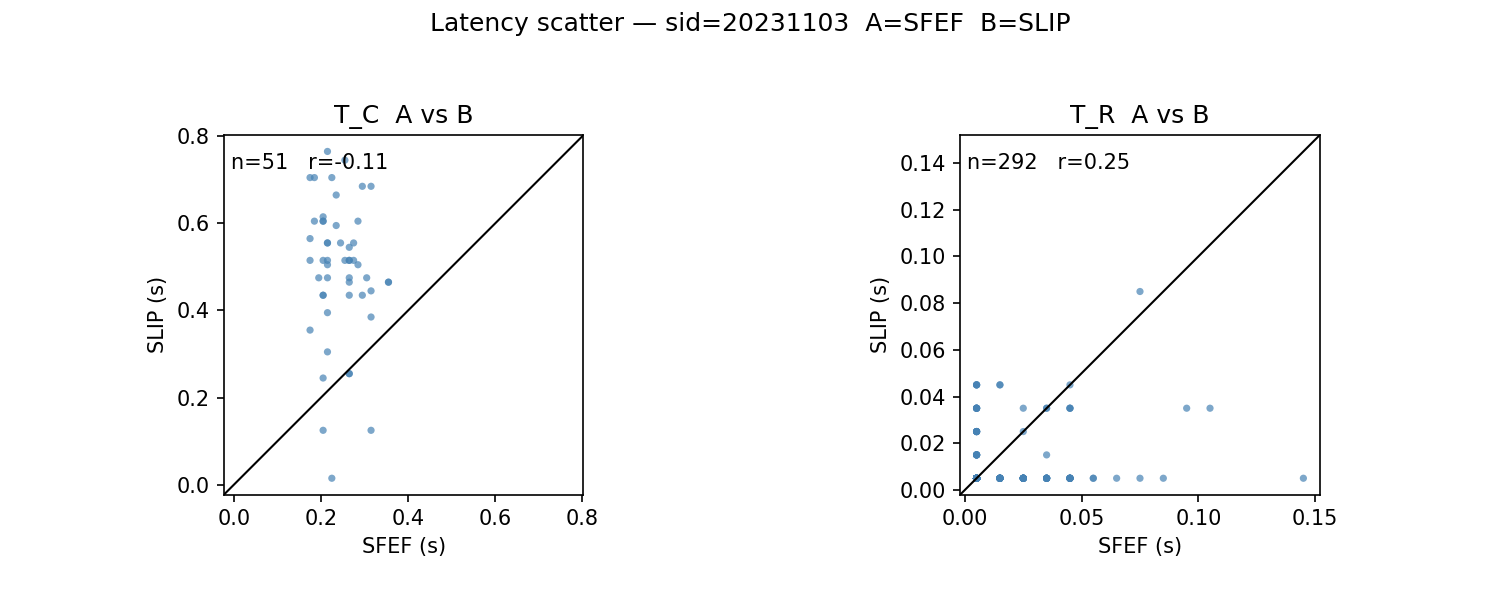 Latency scatter — sid=20231103  A=SFEF  B=SLIP
T_C  A vs B
n=51   r=-0.11
0.8
0.6
0.4
0.2
0.0
SLIP (s)
0.0 0.2 0.4 0.6 0.8
SFEF (s)
T_R  A vs B
n=292   r=0.25
0.14
0.12
0.10
0.08
0.06
0.04
0.02
0.00
SLIP (s)
0.00 0.05 0.10 0.15
SFEF (s)